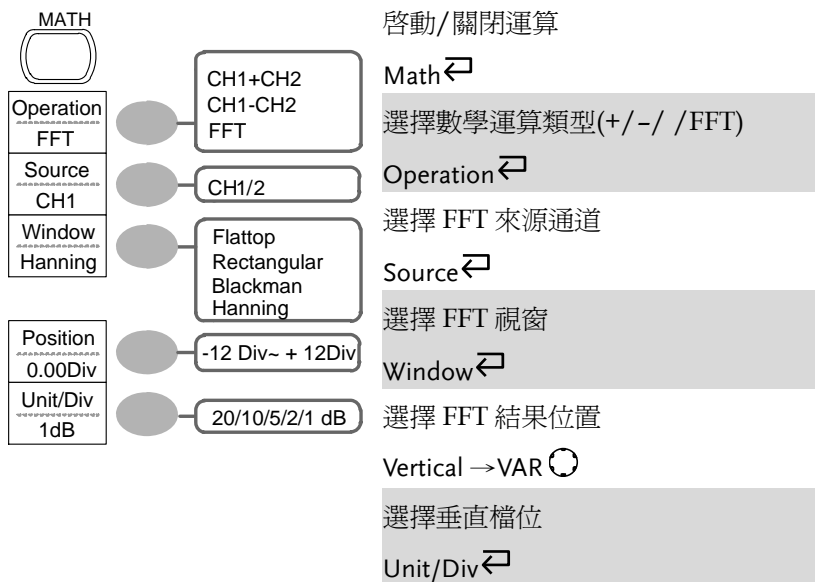 MATH
Operation
FFT
Source
CH1
Window
Hanning
Position
0.00Div
Unit/Div
1dB
CH1+CH2
CH1-CH2
FFT
CH1/2
Flattop
Rectangular
Blackman
Hanning
-12 Div~ + 12Div
20/10/5/2/1 dB
啓動/關閉運算
Math
選擇數學運算類型(+/–/ /FFT)
Operation
選擇 FFT 來源通道
Source
選擇 FFT 視窗
Window
選擇 FFT 結果位置
Vertical →VAR
選擇垂直檔位
Unit/Div